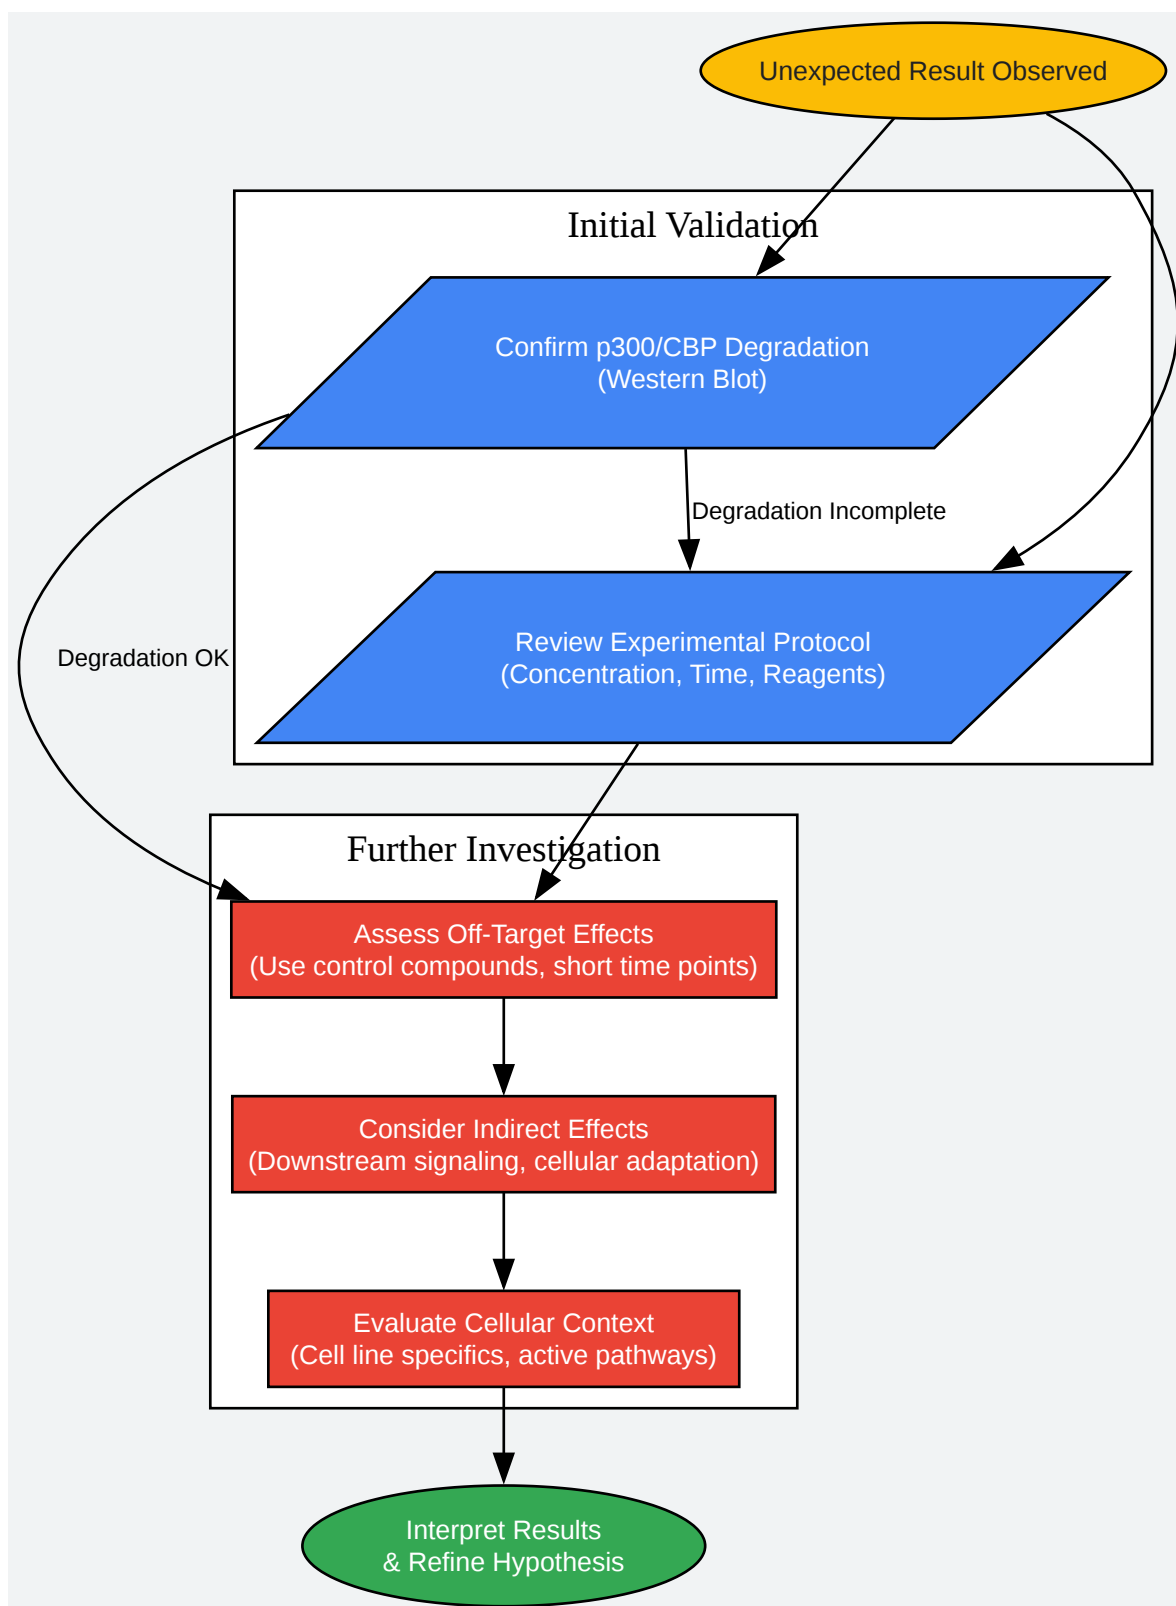 Unexpected Result Observed
Initial Validation
Confirm p300/CBP Degradation
(Western Blot)
Degradation Incomplete
Review Experimental Protocol
(Concentration, Time, Reagents)
Degradation OK
Further Investigation
Assess Off-Target Effects
(Use control compounds, short time points)
Consider Indirect Effects
(Downstream signaling, cellular adaptation)
Evaluate Cellular Context
(Cell line specifics, active pathways)
Interpret Results
& Refine Hypothesis